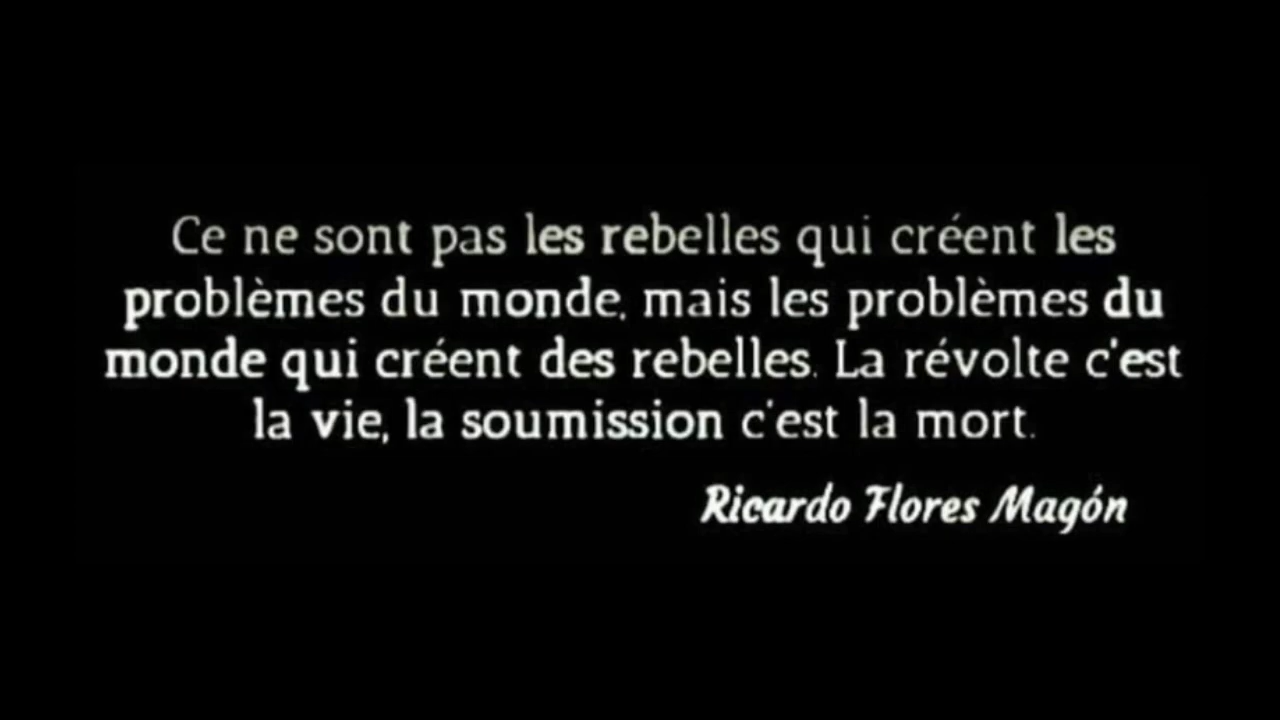 Ce ne sont pas les rebelles qui créent les
problèmes du monde, mais les problèmes du
monde qui créent des rebelles. La révolte c'est
la vie, la soumission c'est la mort.
Ricardo Flores Magón